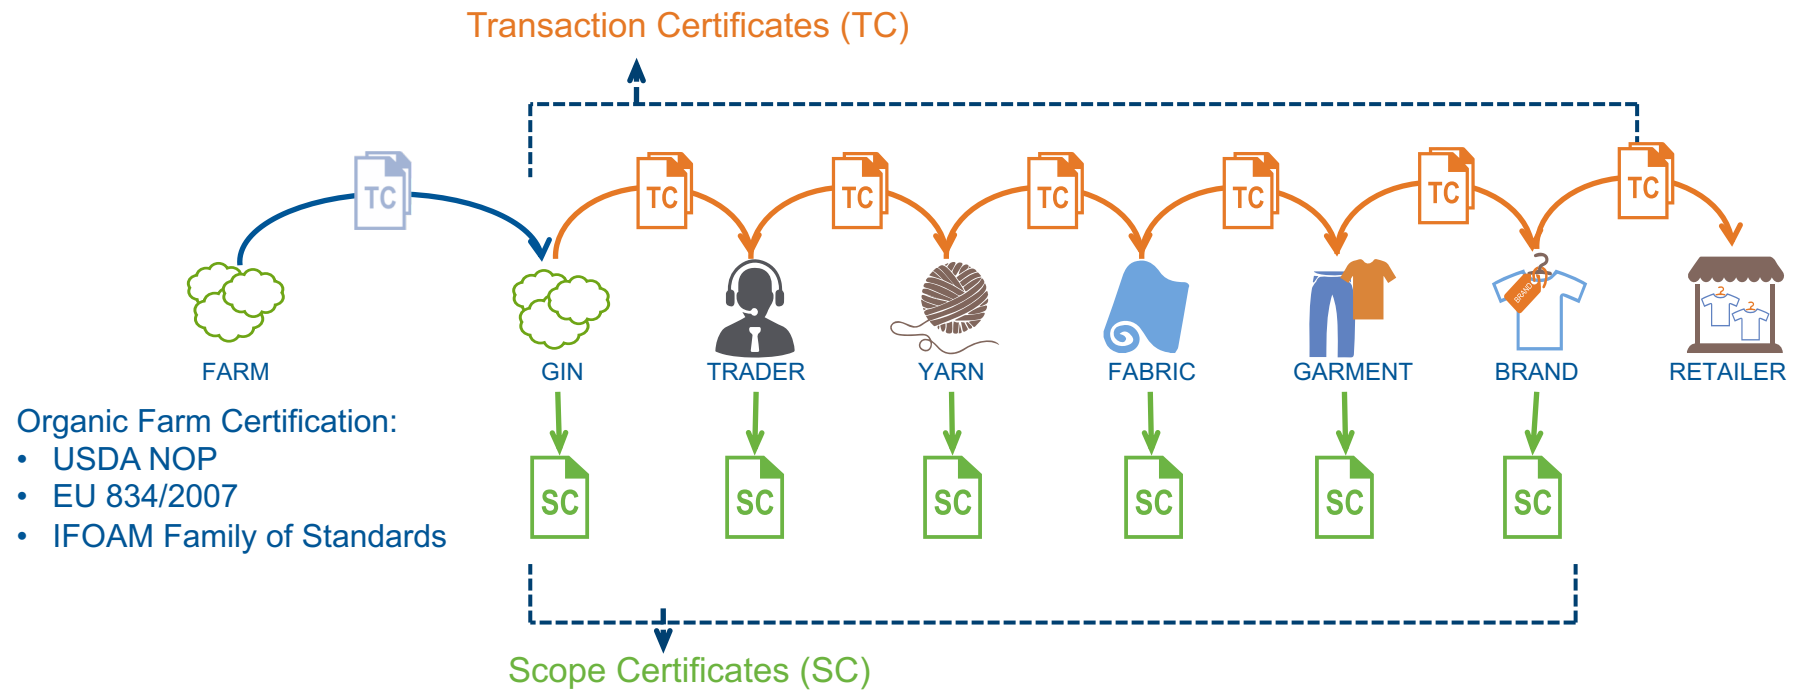 Transaction Certificates (TC)
TC
TC
TC
TC
TC
TC
TC
BRAND
FARM
GIN
TRADER
YARN
FABRIC
GARMENT
BRAND
RETAILER
Organic Farm Certification:
• USDA NOP
• EU 834/2007
• IFOAM Family of Standards
SC
SC
SC
SC
SC
SC
Scope Certificates (SC)